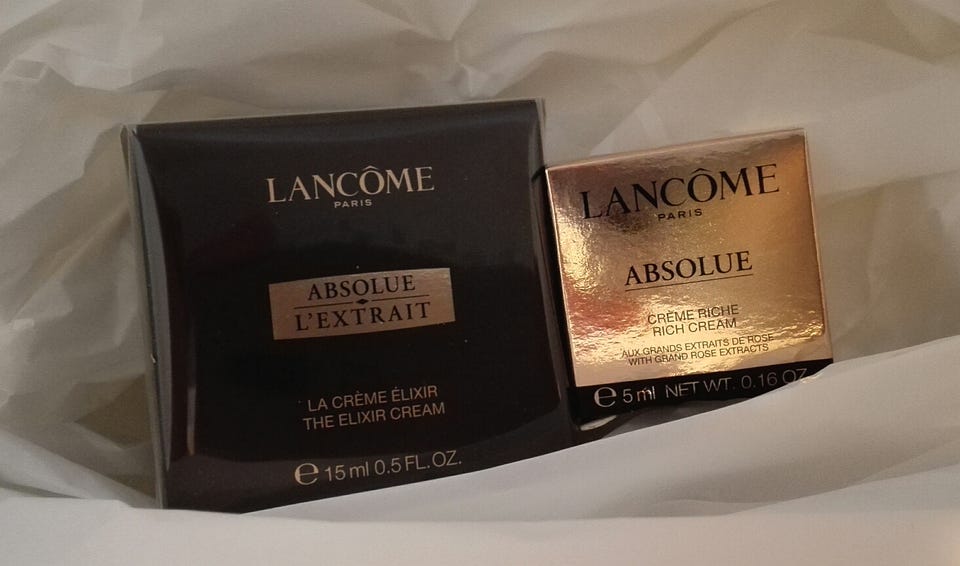 LANCÔME
PARIS
ABSOLUE
L'EXTRAIT
LA CRÈME ÉLIXIR
THE ELIXIR CREAM
℮ 15 ml 0.5 FL. OZ.
LANCÔME
PARIS
ABSOLUE
CRÈME RICHE
RICH CREAM
AUX GRANDS EXTRAITS DE ROSE
WITH GRAND ROSE EXTRACTS
℮ 5 ml NET WT. 0.16 OZ.